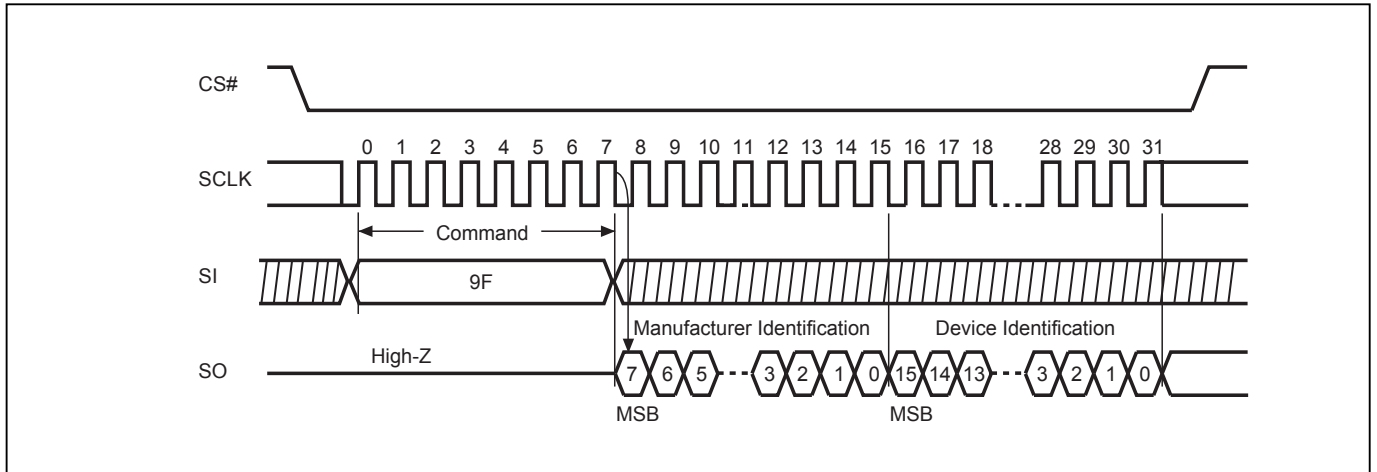 CS#
0 1 2 3 4 5 6 7 8 9 10 11 12 13 14 15 16 17 18 28 29 30 31
SCLK
Command
SI
9F
Manufacturer Identification Device Identification
High-Z
SO
7 6 5 3 2 1 0 15 14 13 3 2 1 0
MSB MSB